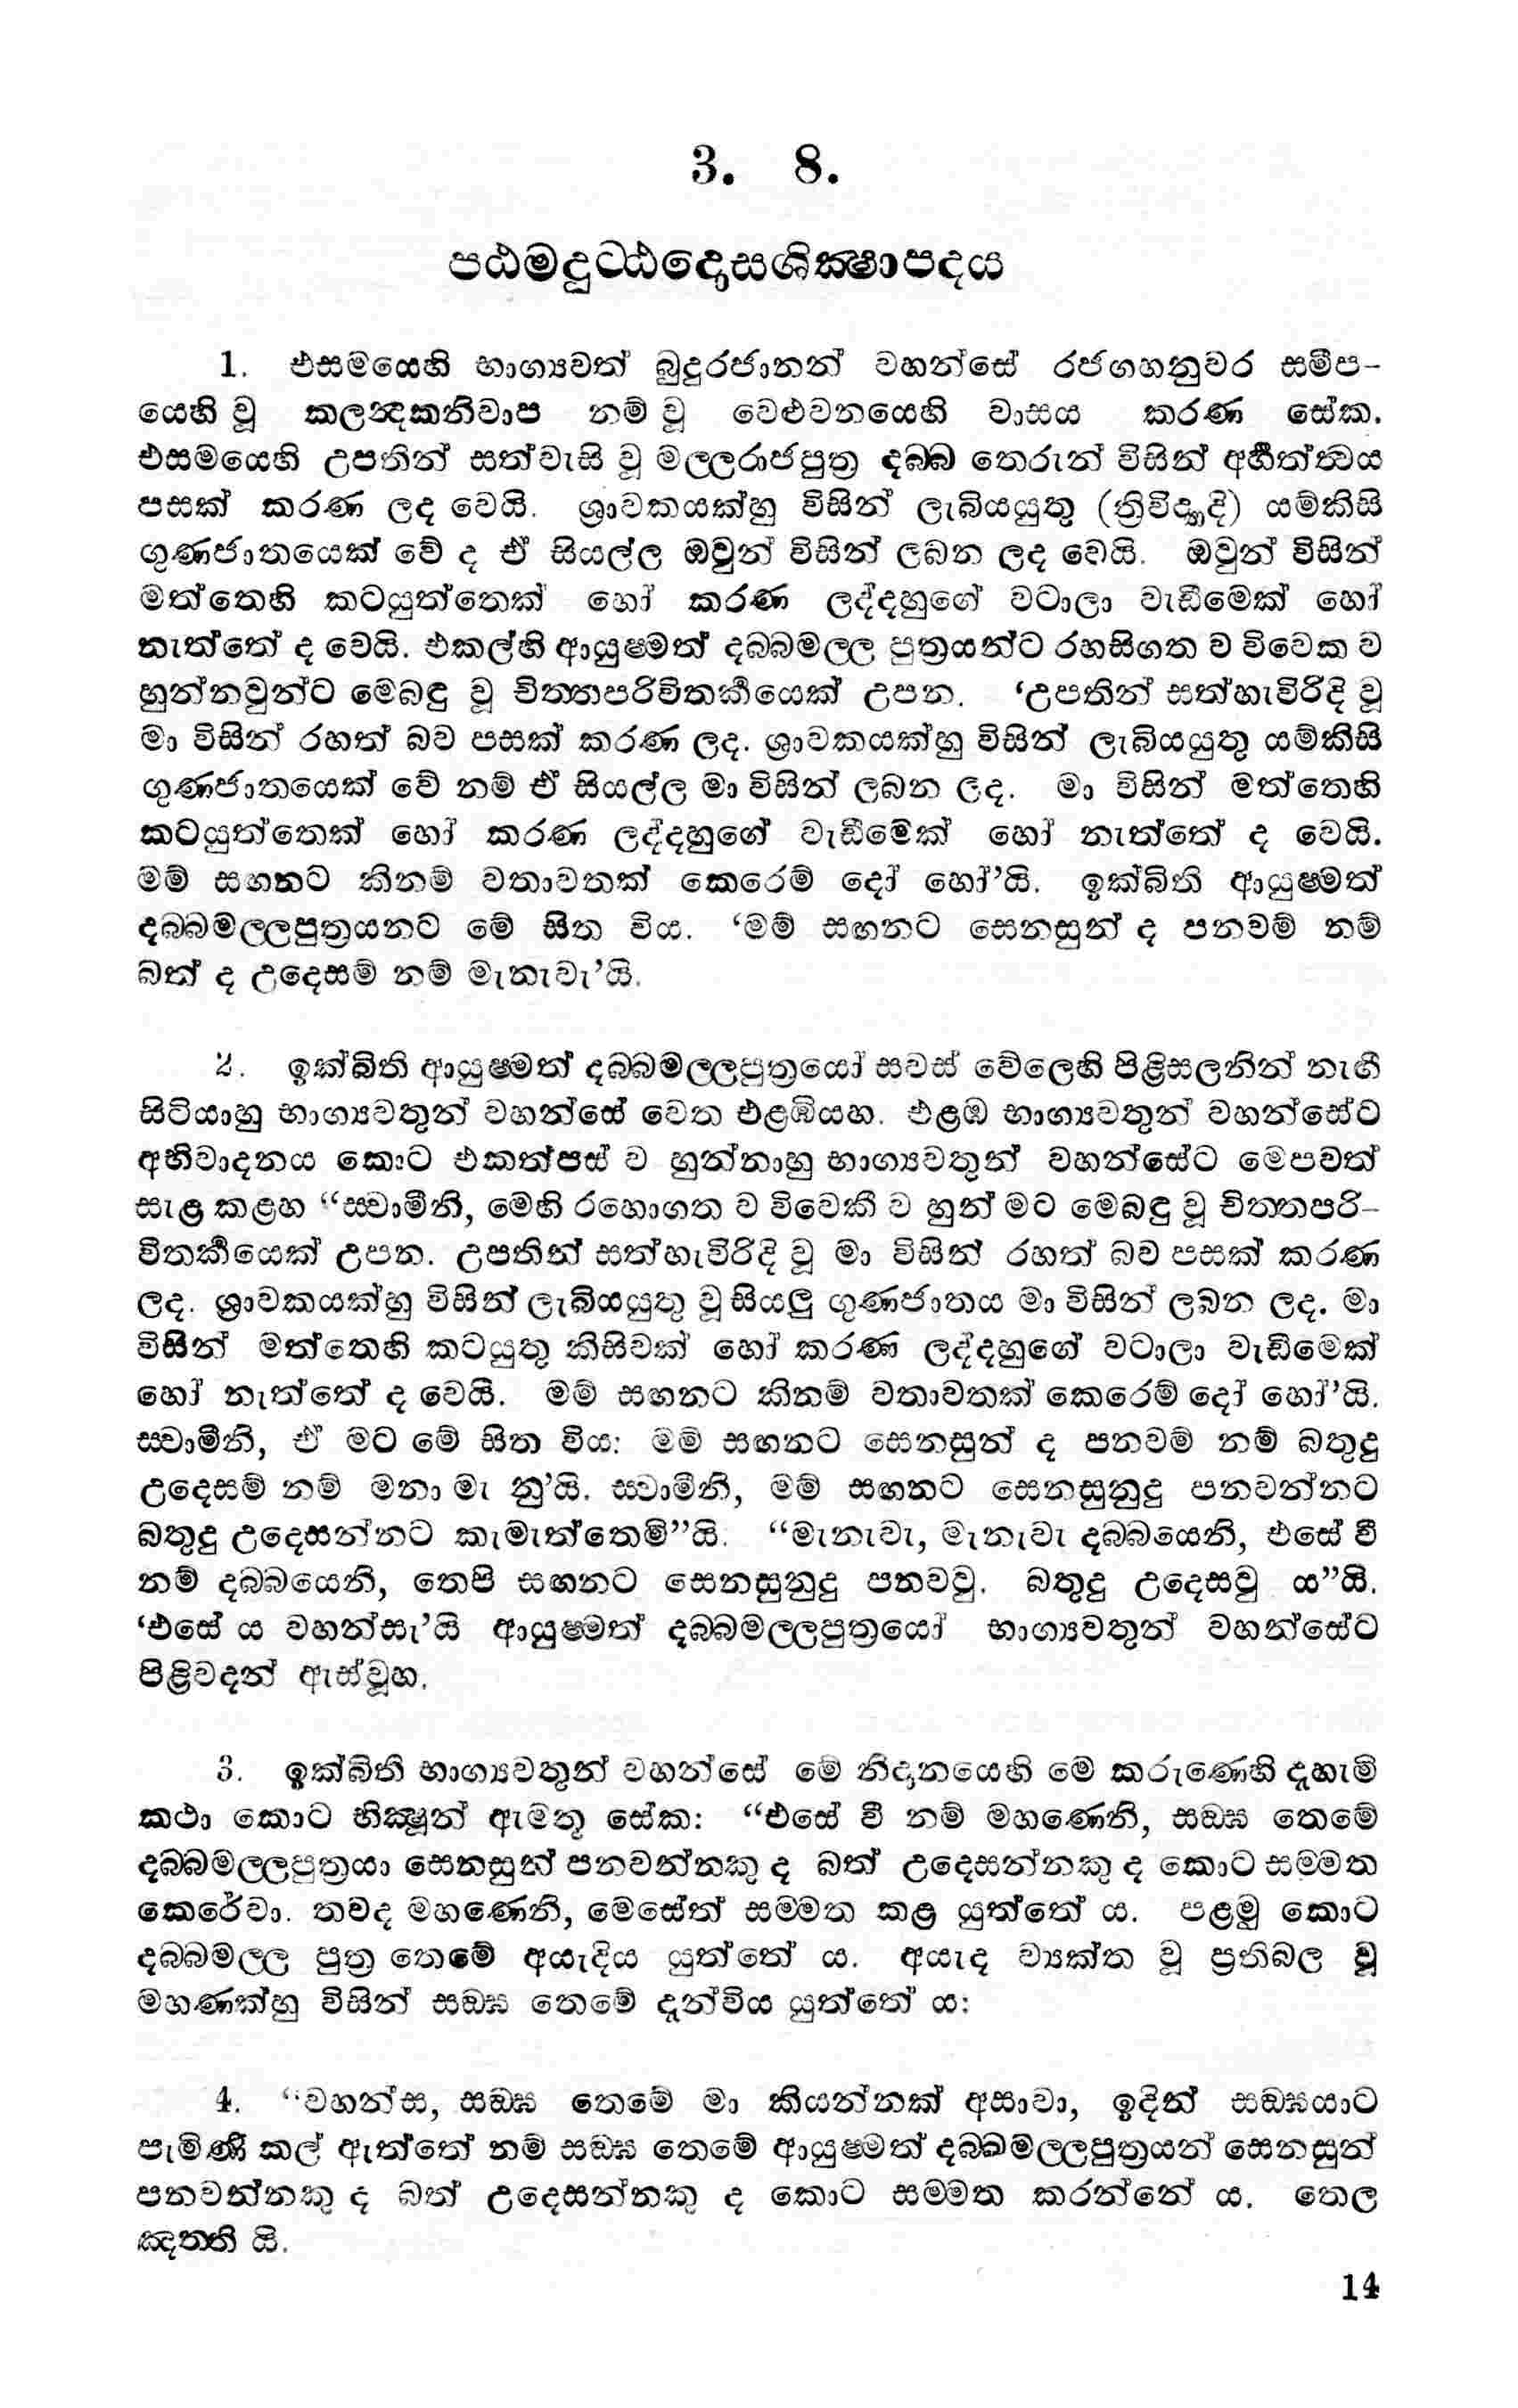 3. 8.
පඨමදුට්ඨදොසශික්ෂාපදය
1. එසමයෙහි භාග්‍යවත් බුදුරජානන් වහන්සේ රජගහනුවර සමීප-
යෙහි වූ කලන්‍දකනිවාප නම් වූ වෙළුවනයෙහි වාසය කරණ සේක.
එසමයෙහි උපතින් සත්වැසි වූ මල්ලරාජපුත්‍ර දබ්බ තෙරුන් විසින් අර්‍හත්ත්‍වය
පසක් කරණ ලද වෙයි. ශ්‍රාවකයක්හු විසින් ලැබියයුතු (ත්‍රිවිද්‍යාදි) යම්කිසි
ගුණජාතයෙක් වේ ද ඒ සියල්ල ඔවුන් විසින් ලබන ලද වෙයි. ඔවුන් විසින්
මත්තෙහි කටයුත්තෙක් හෝ කරණ ලද්දහුගේ වටාලා වැඩීමෙක් හෝ
නැත්තේ ද වෙයි. එකල්හි ආයුෂ්මත් දබ්බමල්ල පුත්‍රයන්ට රහසිගත ව විවෙක ව
හුන්නවුන්ට මෙබඳු වූ චිත්තපරිවිතර්‍කයෙක් උපන. ‘උපතින් සත්හැවිරිදි වූ
මා විසින් රහත් බව පසක් කරණ ලද. ශ්‍රාවකයක්හු විසින් ලැබියයුතු යම්කිසි
ගුණජාතයෙක් වේ නම් ඒ සියල්ල මා විසින් ලබන ලද. මා විසින් මත්තෙහි
කටයුත්තෙක් හෝ කරණ ලද්දහුගේ වැඩීමෙක් හෝ නැත්තේ ද වෙයි.
මම් සඟනට කිනම් වතාවතක් කෙරෙම් දෝ හෝ’යි. ඉක්බිති ආයුෂ්මත්
දබ්බමල්ලපුත්‍රයනට මේ සිත විය. ‘මම් සඟනට සෙනසුන් ද පනවම් නම්
බත් ද උදෙසම් නම් මැනැවැ’යි.
2. ඉක්බිති ආයුෂ්මත් දබ්බමල්ලපුත්‍රයෝ සවස් වේලෙහි පිළිසලනින් නැඟී
සිටියාහු භාග්‍යවතුන් වහන්සේ වෙත එළඹියහ. එළඹ භාග්‍යවතුන් වහන්සේට
අභිවාදනය කොට එකත්පස් ව හුන්නාහු භාග්‍යවතුන් වහන්සේට මෙපවත්
සැළ කළහ “ස්වාමීනි, මෙහි රහොගත ව විවෙකී ව හුන් මට මෙබඳු වූ චිත්තපරි-
විතර්‍කයෙක් උපන. උපතින් සත්හැවිරිදි වූ මා විසින් රහත් බව පසක් කරණ
ලද. ශ්‍රාවකයක්හු විසින් ලැබියයුතු වූ සියලු ගුණජාතය මා විසින් ලබන ලද. මා
විසින් මත්තෙහි කටයුතු කිසිවක් හෝ කරණ ලද්දහුගේ වටාලා වැඩීමෙක්
හෝ නැත්තේ ද වෙයි. මම් සඟනට කිනම් වතාවතක් කෙරෙම් දෝ හෝ’යි.
ස්වාමීනි, ඒ මට මේ සිත විය: මම් සඟනට සෙනසුන් ද පනවම් නම් බතුදු
උදෙසම් නම් මනා මැ නු’යි. ස්වාමීනි, මම් සඟනට සෙනසුනුදු පනවන්නට
බතුදු උදෙසන්නට කැමැත්තෙමි”යි. “මැනැවැ, මැනැවැ දබ්බයෙනි, එසේ වී
නම් දබ්බයෙනි, තෙපි සඟනට සෙනසුනුදු පනවවු. බතුදු උදෙසවු ය”යි.
‘එසේ ය වහන්සැ’යි ආයුෂ්මත් දබ්බමල්ලපුත්‍රයෝ භාග්‍යවතුන් වහන්සේට
පිළිවදන් ඇස්වූහ.
3. ඉක්බිති භාග්‍යවතුන් වහන්සේ මේ නිදානයෙහි මේ කරුණෙහි දැහැමි
කථා කොට භික්ෂූන් ඇමතූ සේක: “එසේ වී නම් මහණෙනි, සඞ්ඝ තෙමේ
දබ්බමල්ලපුත්‍රයා සෙනසුන් පනවන්නකු ද බත් උදෙසන්නකු ද කොට සම්මත
කෙරේවා. තවද මහණෙනි, මෙසේත් සම්මත කළ යුත්තේ ය. පළමු කොට
දබ්බමල්ල පුත්‍ර තෙමේ අයැදිය යුත්තේ ය. අයැද ව්‍යක්ත වූ ප්‍රතිබල වූ
මහණක්හු විසින් සඞ්ඝ තෙමේ දැන්විය යුත්තේ ය:
4. “වහන්ස, සඞ්ඝ තෙමේ මා කියන්නක් අසාවා, ඉදින් සඞ්ඝයාට
පැමිණි කල් ඇත්තේ නම් සඞ්ඝ තෙමේ ආයුෂ්මත් දබ්බමල්ලපුත්‍රයන් සෙනසුන්
පනවන්නකු ද බත් උදෙසන්නකු ද කොට සම්මත කරන්නේ ය. තෙල
ඤත්ති යි.
14